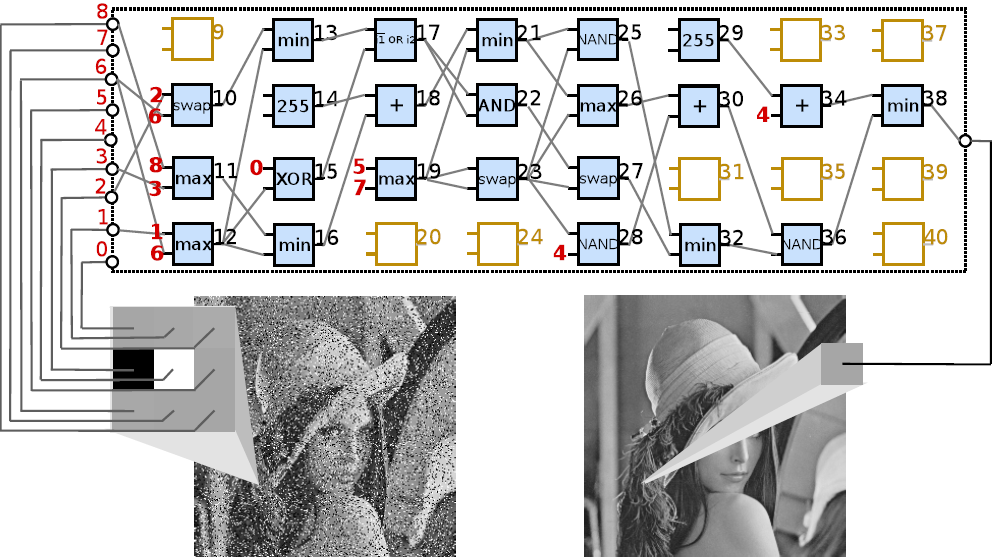 8 9 min 13 i1 OR i2 17 min 21 NAND 25 255 29 33 37
7
6
2 6 swap 10 255 14 + 18 AND 22 max 26 + 30 4 + 34 min 38
5
4
3
8 3 max 11 0 XOR 15 5 7 max 19 swap 23 swap 27 31 35 39
2
1
1 6 max 12 min 16 20 24 4 NAND 28 min 32 NAND 36 40
0